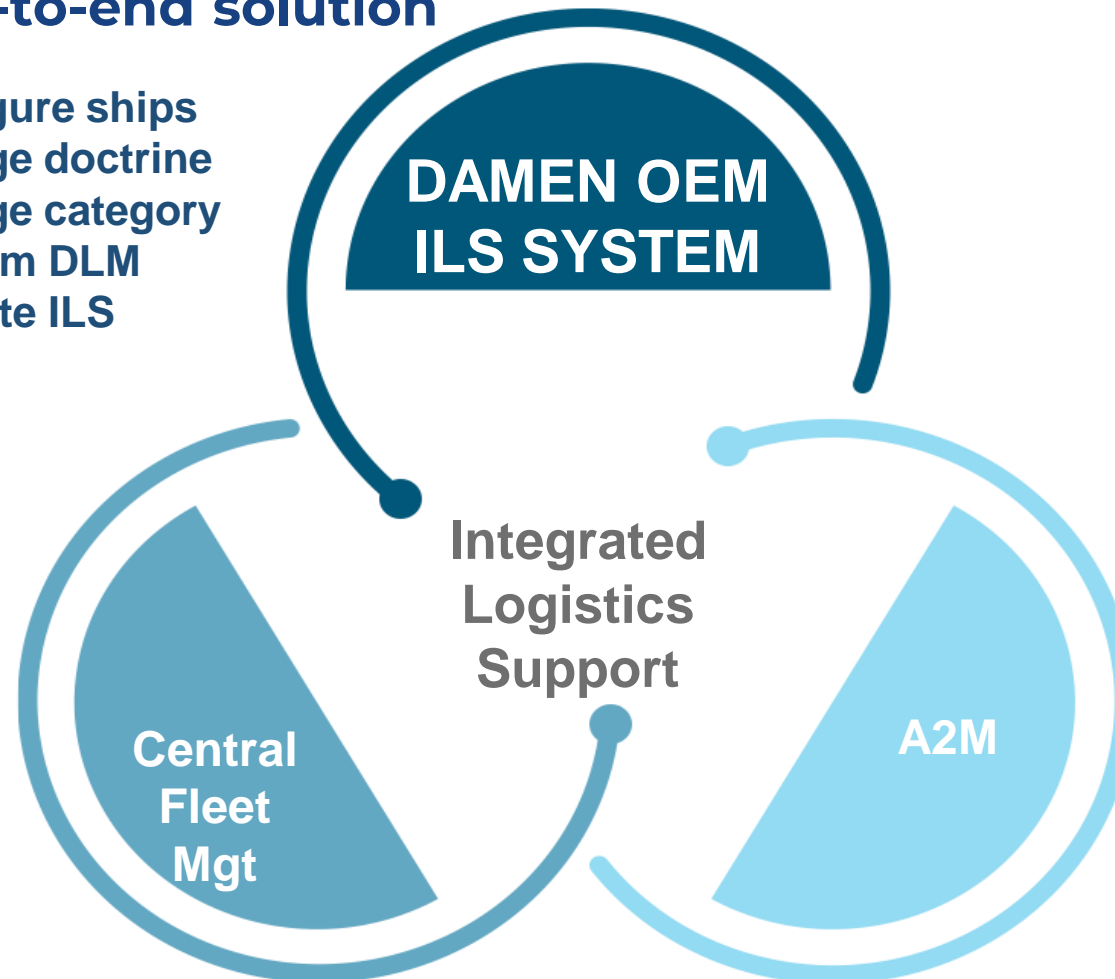 -to-end solution
gure ships
ge doctrine
ge category
m DLM
te ILS
DAMEN OEM
ILS SYSTEM
Integrated
Logistics
Support
Central
Fleet
Mgt
A2M